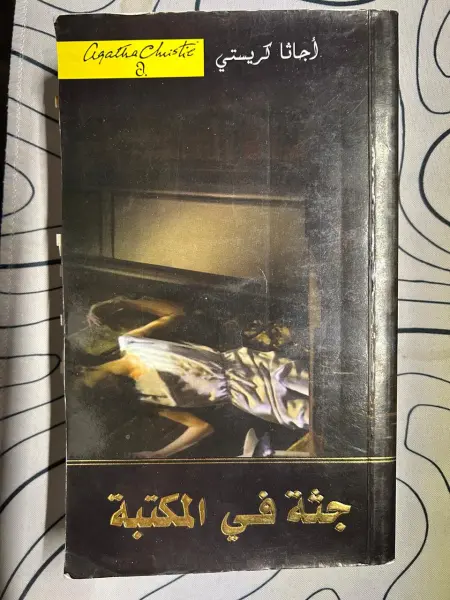 Agatha Christie
أجاثا كريستي
جثة في المكتبة